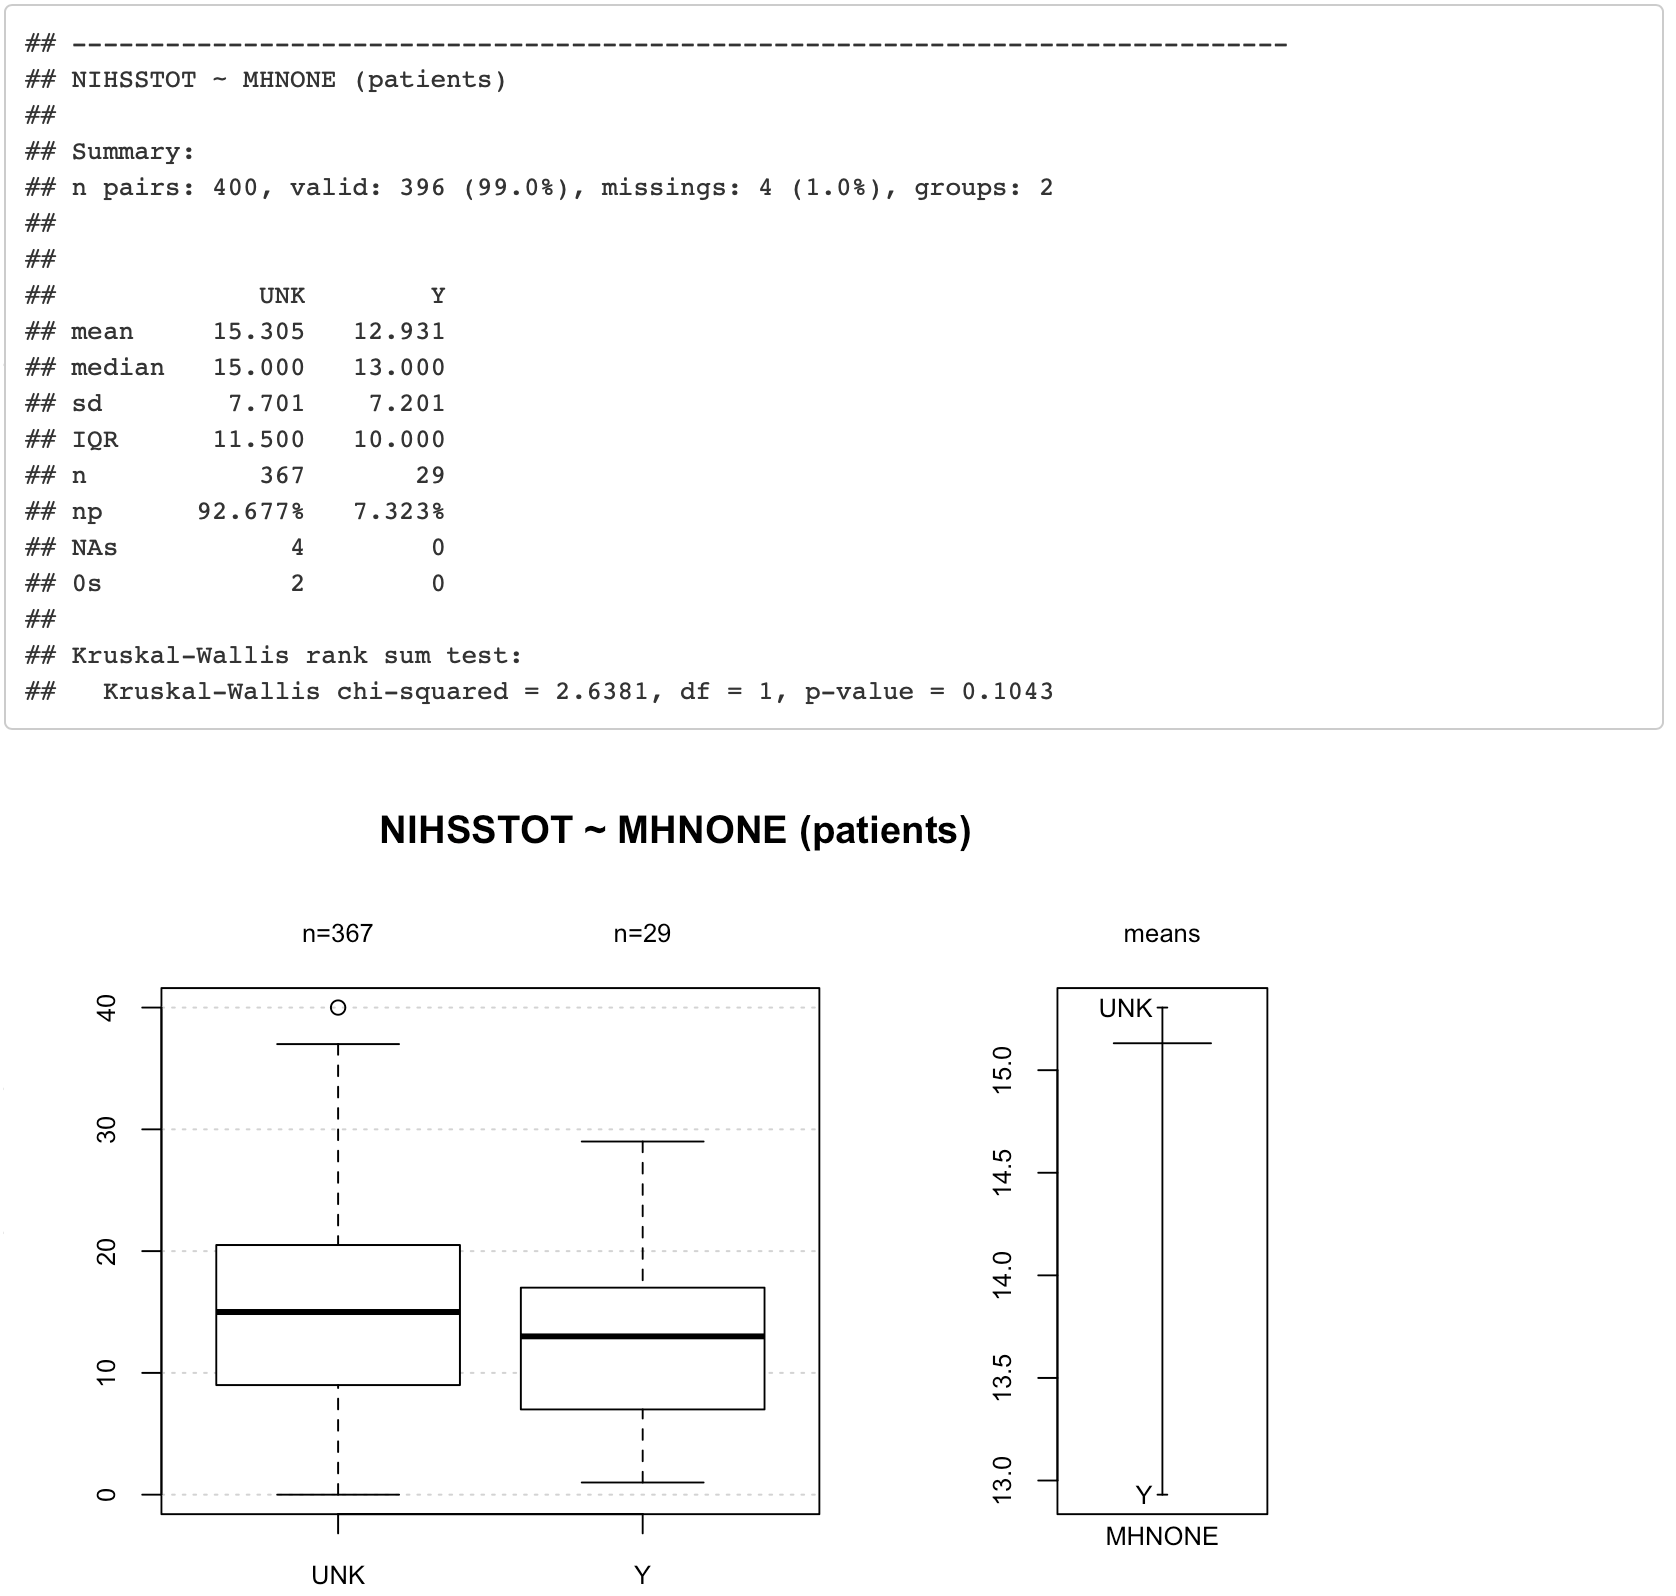 ## ------------------------------------------------------------------------------
## NIHSSTOT ~ MHNONE (patients)
##
## Summary:
## n pairs: 400, valid: 396 (99.0%), missings: 4 (1.0%), groups: 2
##
##
##             UNK        Y
## mean     15.305   12.931
## median   15.000   13.000
## sd        7.701    7.201
## IQR      11.500   10.000
## n           367       29
## np      92.677%   7.323%
## NAs           4        0
## 0s            2        0
##
## Kruskal-Wallis rank sum test:
##   Kruskal-Wallis chi-squared = 2.6381, df = 1, p-value = 0.1043
NIHSSTOT ~ MHNONE (patients)
n=367 n=29
40
30
20
10
0
UNK Y
means
UNK
15.0
14.5
14.0
13.5
13.0
Y
MHNONE